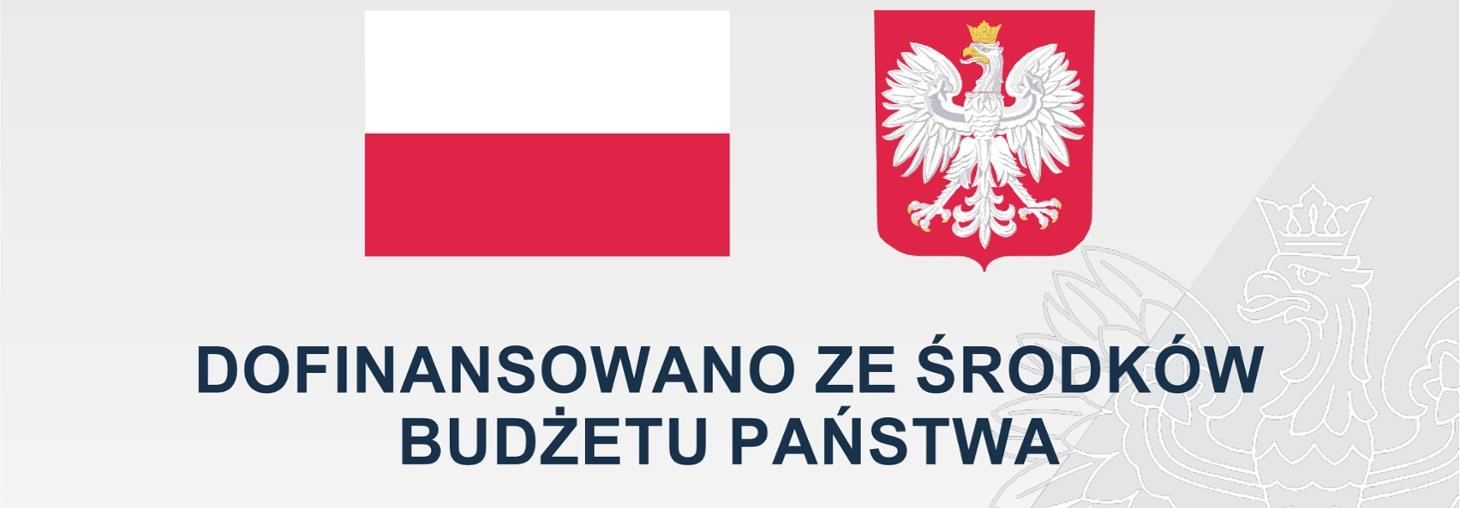 DOFINANSOWANO ZE ŚRODKÓW
BUDŻETU PAŃSTWA